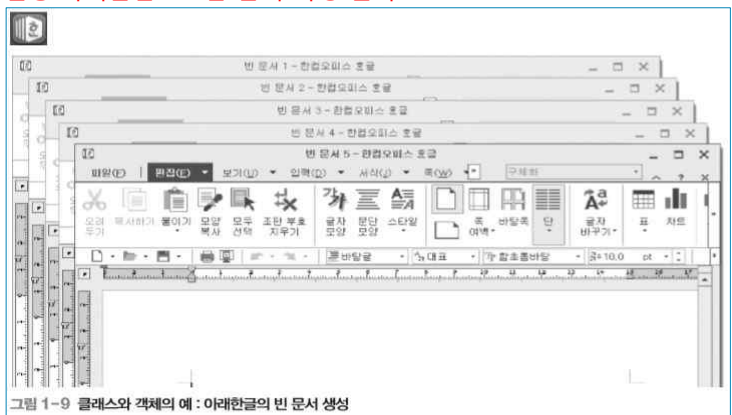 한
빈 문서 1 - 한컴오피스 호글
빈 문서 2 - 한컴오피스 호글
빈 문서 3 - 한컴오피스 호글
빈 문서 4 - 한컴오피스 호글
빈 문서 5 - 한컴오피스 호글
파일(F) 편집(E) 보기(U) 입력(D) 서식(J) 쪽(W) 구체화 ?
오려 두기 복사하기 붙이기 모양 복사 모두 선택 조판 부호 지우기 글자 모양 문단 모양 스타일 쪽 여백 바탕쪽 단 글자 바꾸기 표 차트
바탕글 대표 함초롬바탕 10.0 pt
그림 1-9 클래스와 객체의 예 : 아래한글의 빈 문서 생성